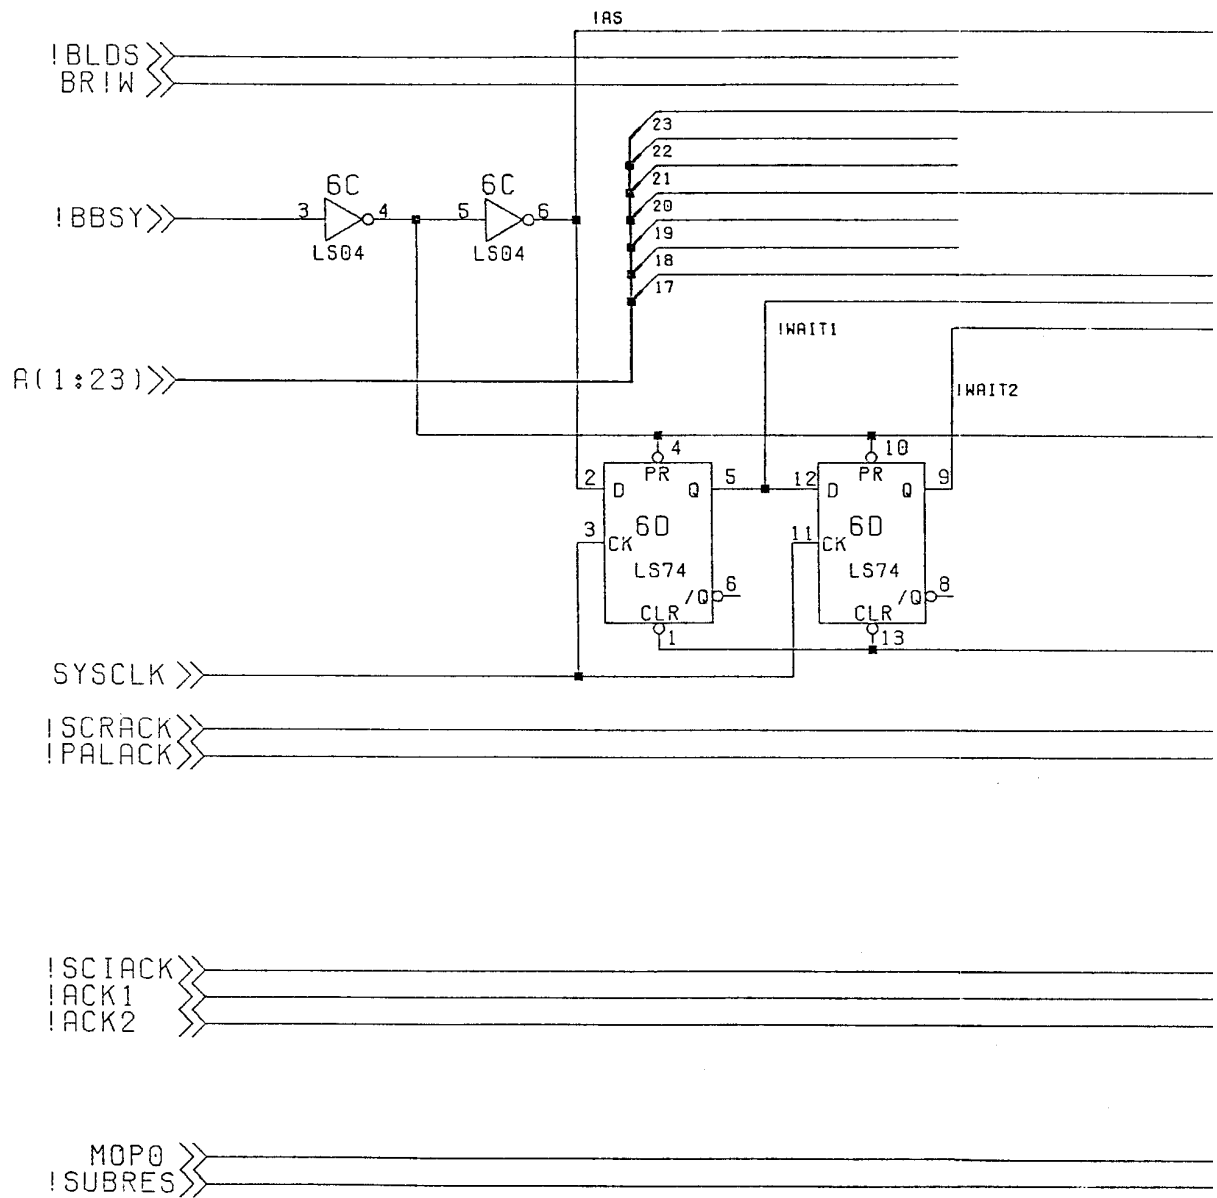 !AS
!BLDS
BR!W
23
22
21
20
19
18
17
6C
6C
!BBSY
3
4
5
6
LS04
LS04
!WAIT1
A(1:23)
!WAIT2
4
10
2
PR
5
12
PR
9
D
Q
D
Q
3
6D
11
6D
CK
CK
LS74
LS74
6
8
/Q
/Q
CLR
CLR
1
13
SYSCLK
!SCRACK
!PALACK
!SCIACK
!ACK1
!ACK2
MOP0
!SUBRES